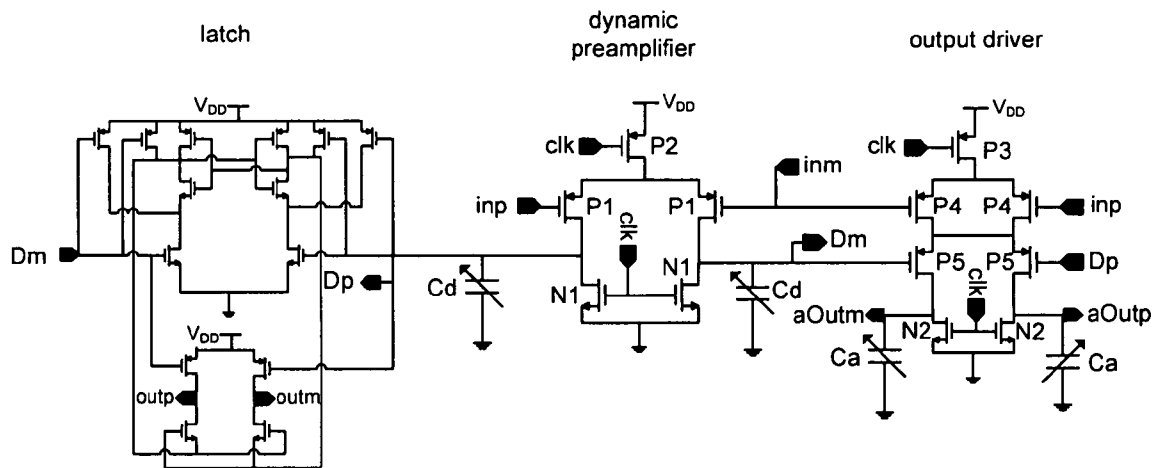 latch
dynamic
preamplifier
output driver
VDD
VDD
VDD
clk
P2
clk
P3
inm
inp
P1
P1
P4
P4
inp
clk
Dm
Dm
P5
P5
Dp
Dp
Cd
N1
N1
Cd
clk
aOutm
N2
N2
aOutp
VDD
Ca
Ca
outp
outm